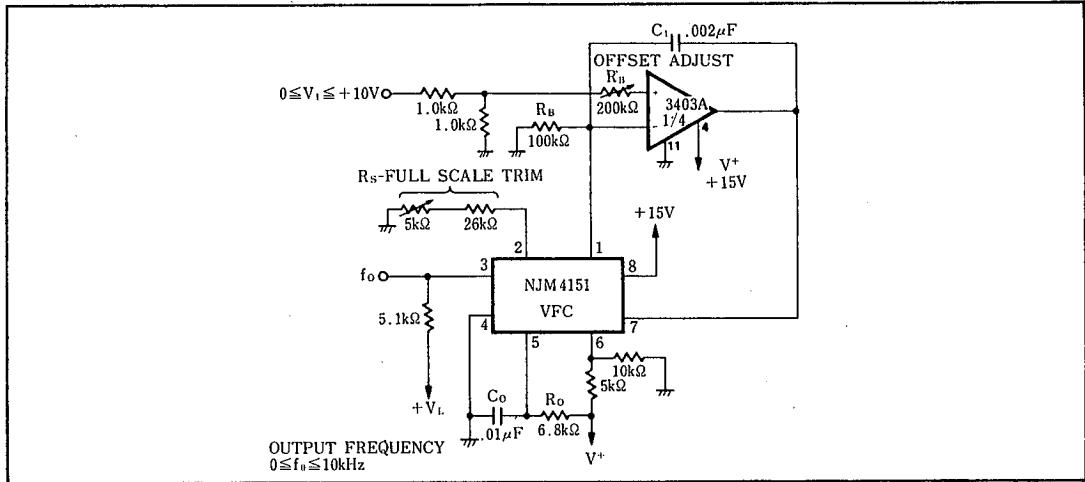 C₁ .002μF
OFFSET ADJUST
0≦V₁≦+10V
1.0kΩ
1.0kΩ
R_B
200kΩ
R_B
100kΩ
+
-
3403A
1/4
4
11
V⁺
+15V
Rs-FULL SCALE TRIM
5kΩ
26kΩ
+15V
2
1
f₀
3
8
NJM4151
VFC
5.1kΩ
4
7
5
6
10kΩ
5kΩ
+V_L
C₀
.01μF
R₀
6.8kΩ
V⁺
OUTPUT FREQUENCY
0≦f₀≦10kHz